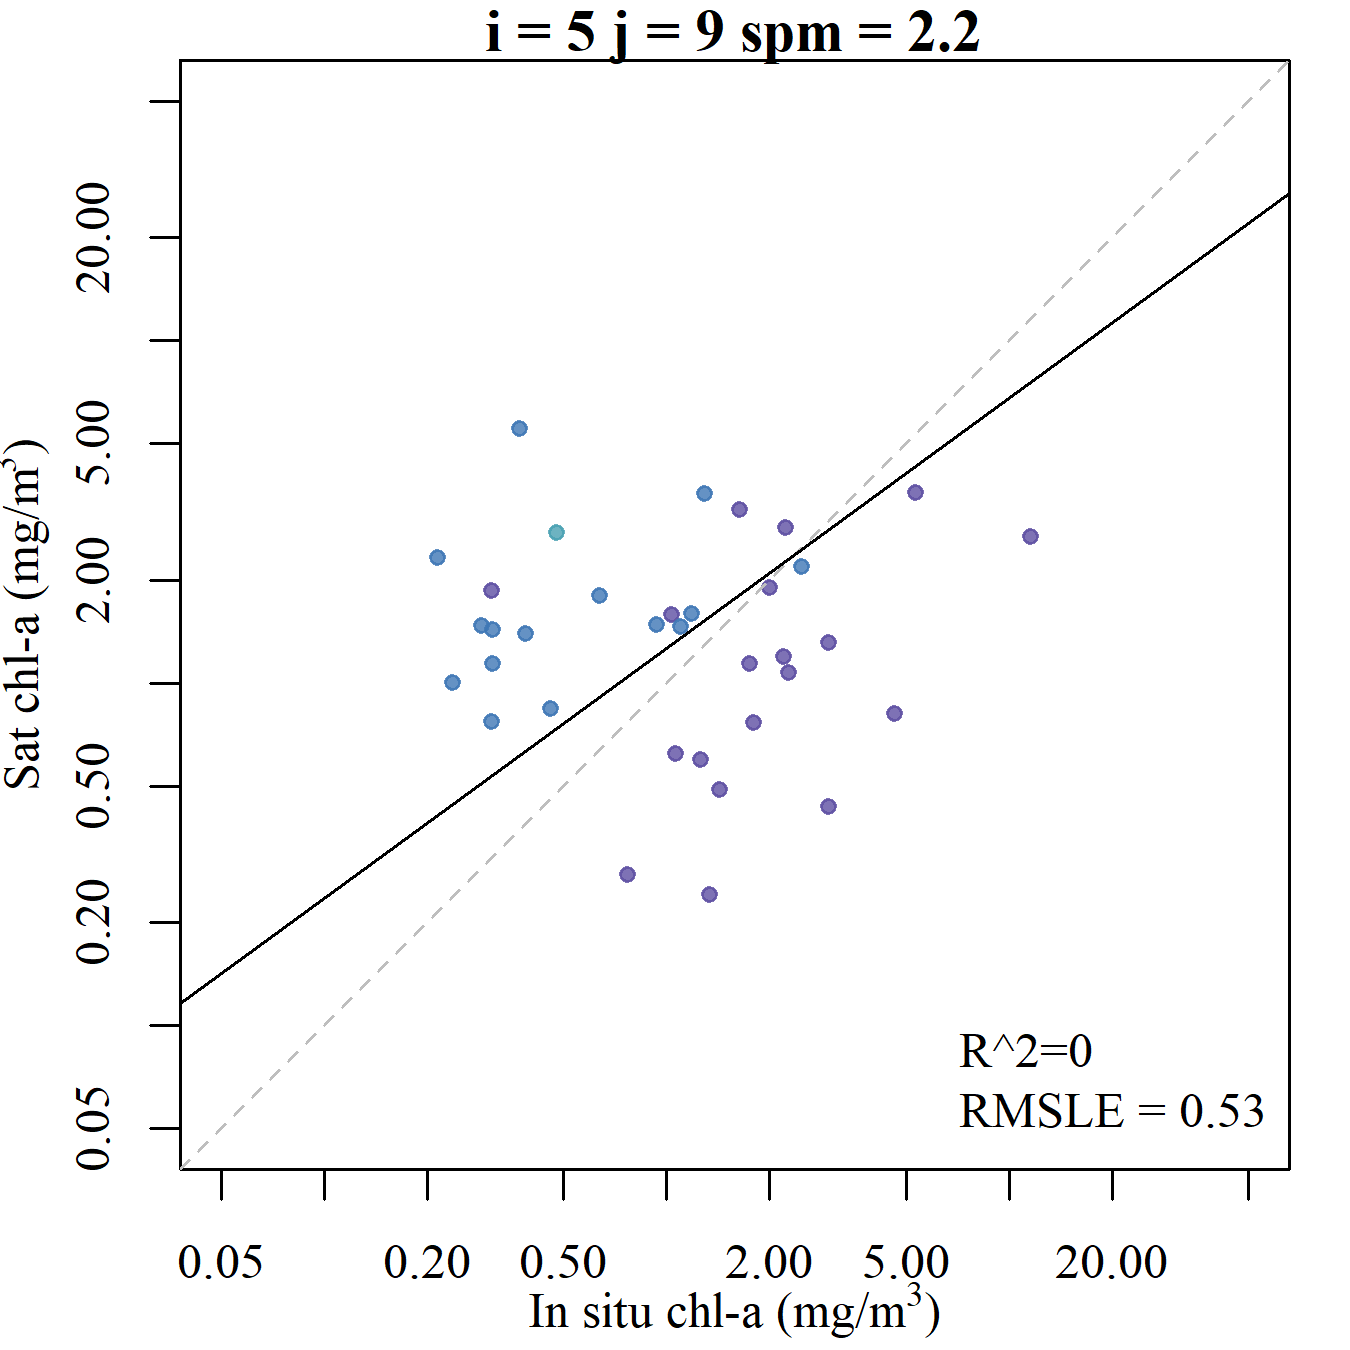 i = 5 j = 9 spm = 2.2
Sat chl-a (mg/m³)
20.00
5.00
2.00
0.50
0.20
0.05
R^2=0
RMSLE = 0.53
0.05 0.20 0.50 2.00 5.00 20.00
In situ chl-a (mg/m³)